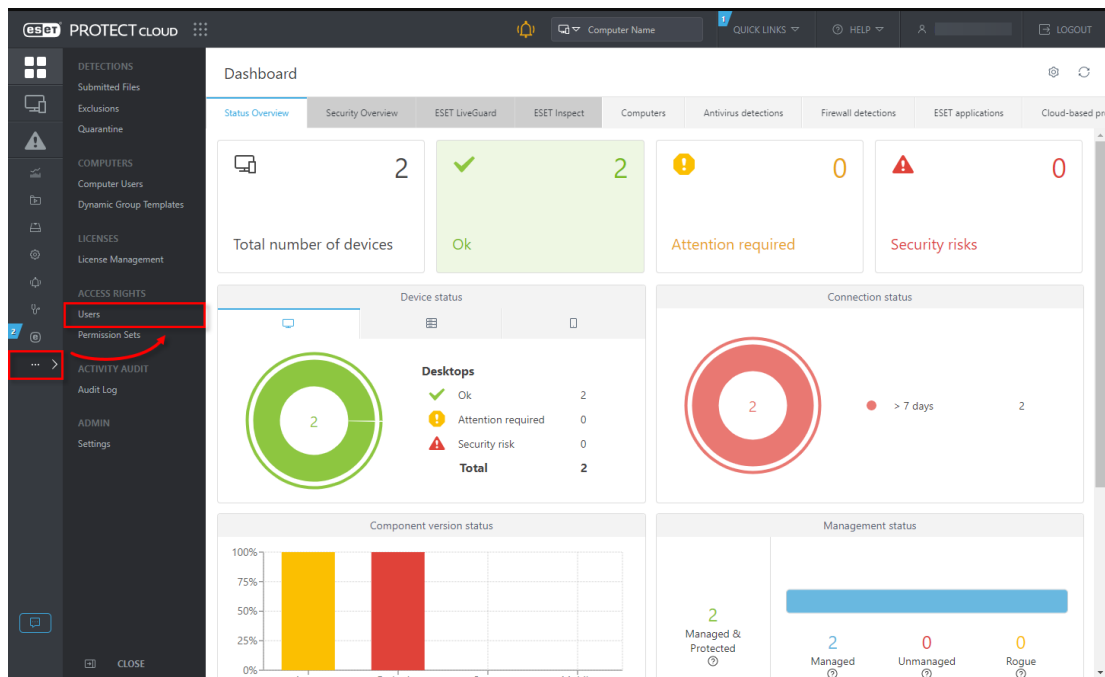 eset PROTECT CLOUD
Computer Name
1
QUICK LINKS
HELP
LOGOUT
DETECTIONS
Submitted Files
Exclusions
Quarantine
COMPUTERS
Computer Users
Dynamic Group Templates
LICENSES
License Management
ACCESS RIGHTS
Users
Permission Sets
ACTIVITY AUDIT
Audit Log
ADMIN
Settings
2
CLOSE
Dashboard
Status Overview
Security Overview
ESET LiveGuard
ESET Inspect
Computers
Antivirus detections
Firewall detections
ESET applications
Cloud-based
2
Total number of devices
2
Ok
0
Attention required
0
Security risks
Device status
2
Desktops
Ok 2
Attention required 0
Security risk 0
Total 2
Connection status
2
> 7 days 2
Component version status
100%
75%
50%
25%
0%
Management status
2
Managed &
Protected
2
Managed
0
Unmanaged
0
Rogue